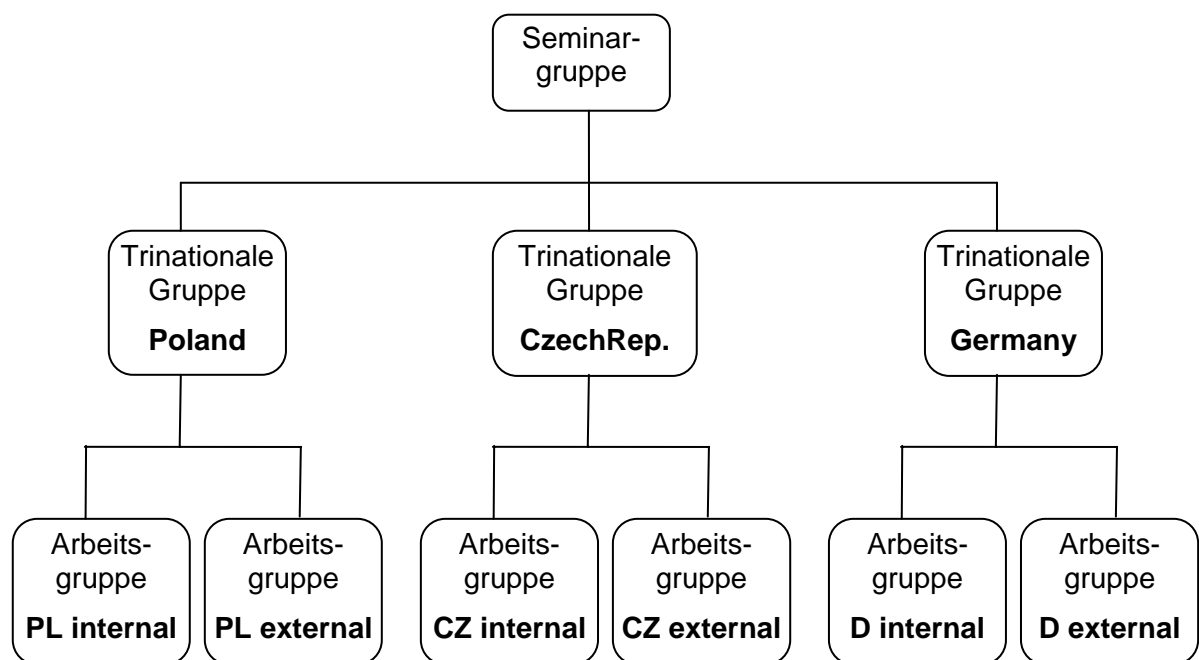 Seminar-
gruppe
Trinationale
Gruppe
Poland
Trinationale
Gruppe
CzechRep.
Trinationale
Gruppe
Germany
Arbeits-
gruppe
PL internal
Arbeits-
gruppe
PL external
Arbeits-
gruppe
CZ internal
Arbeits-
gruppe
CZ external
Arbeits-
gruppe
D internal
Arbeits-
gruppe
D external